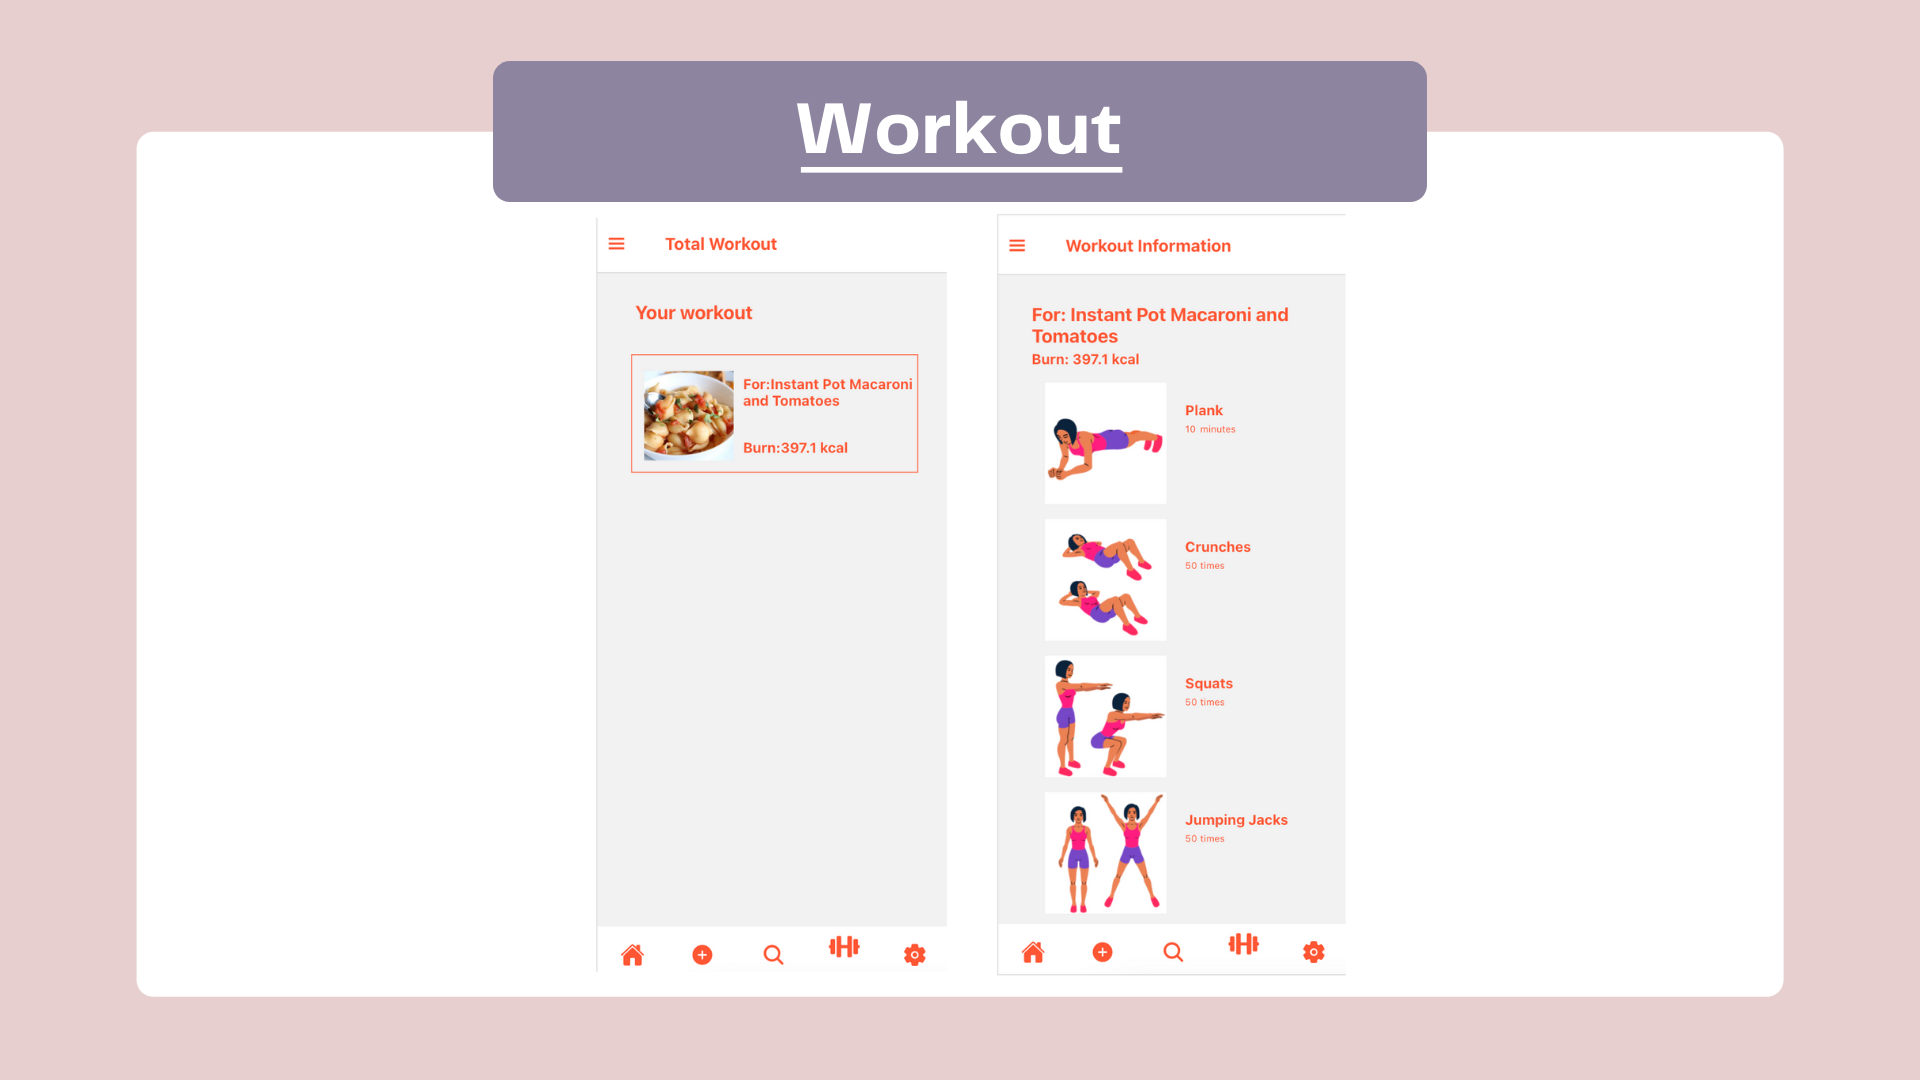 Workout
Total Workout
Your workout
For:Instant Pot Macaroni
and Tomatoes
Burn:397.1 kcal
Workout Information
For: Instant Pot Macaroni and
Tomatoes
Burn: 397.1 kcal
Plank
10 minutes
Crunches
50 times
Squats
50 times
Jumping Jacks
50 times